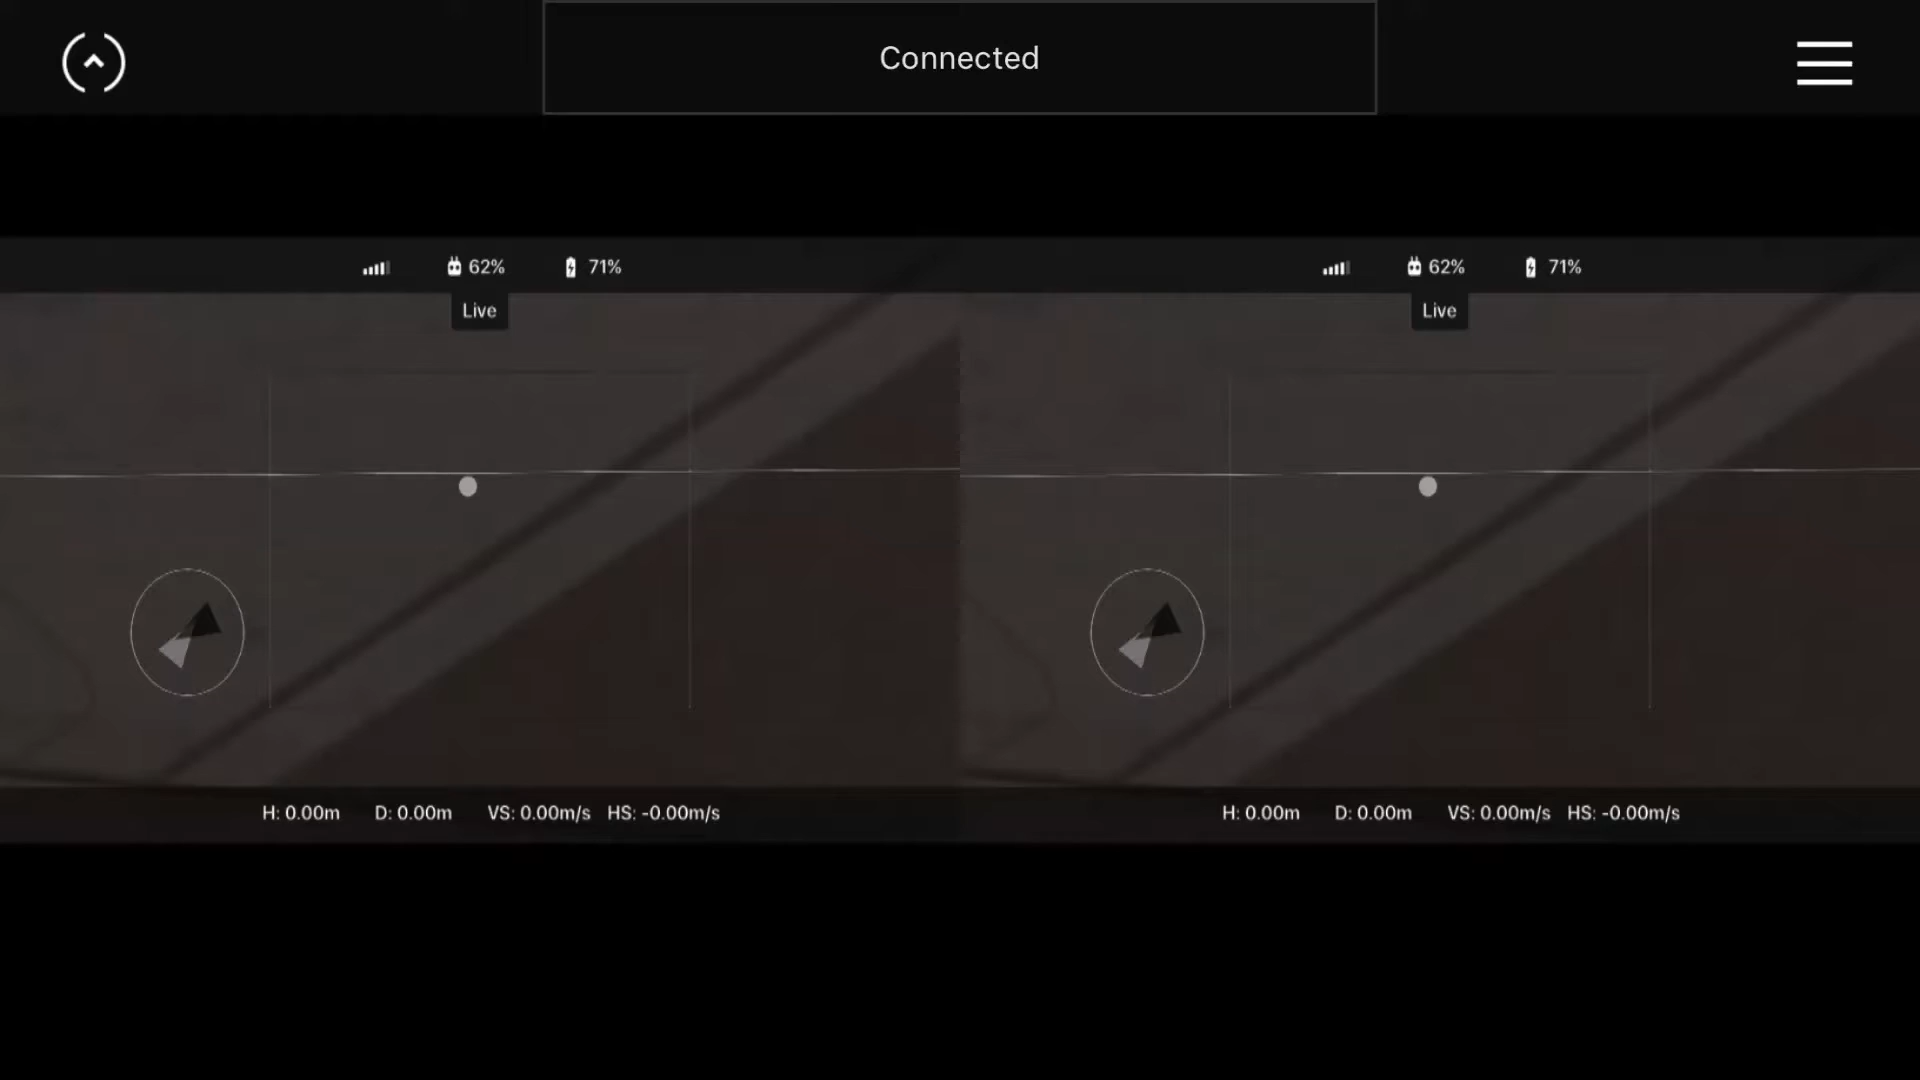 Connected
62% 71% 62% 71%
Live Live
H: 0.00m D: 0.00m VS: 0.00m/s HS: -0.00m/s H: 0.00m D: 0.00m VS: 0.00m/s HS: -0.00m/s